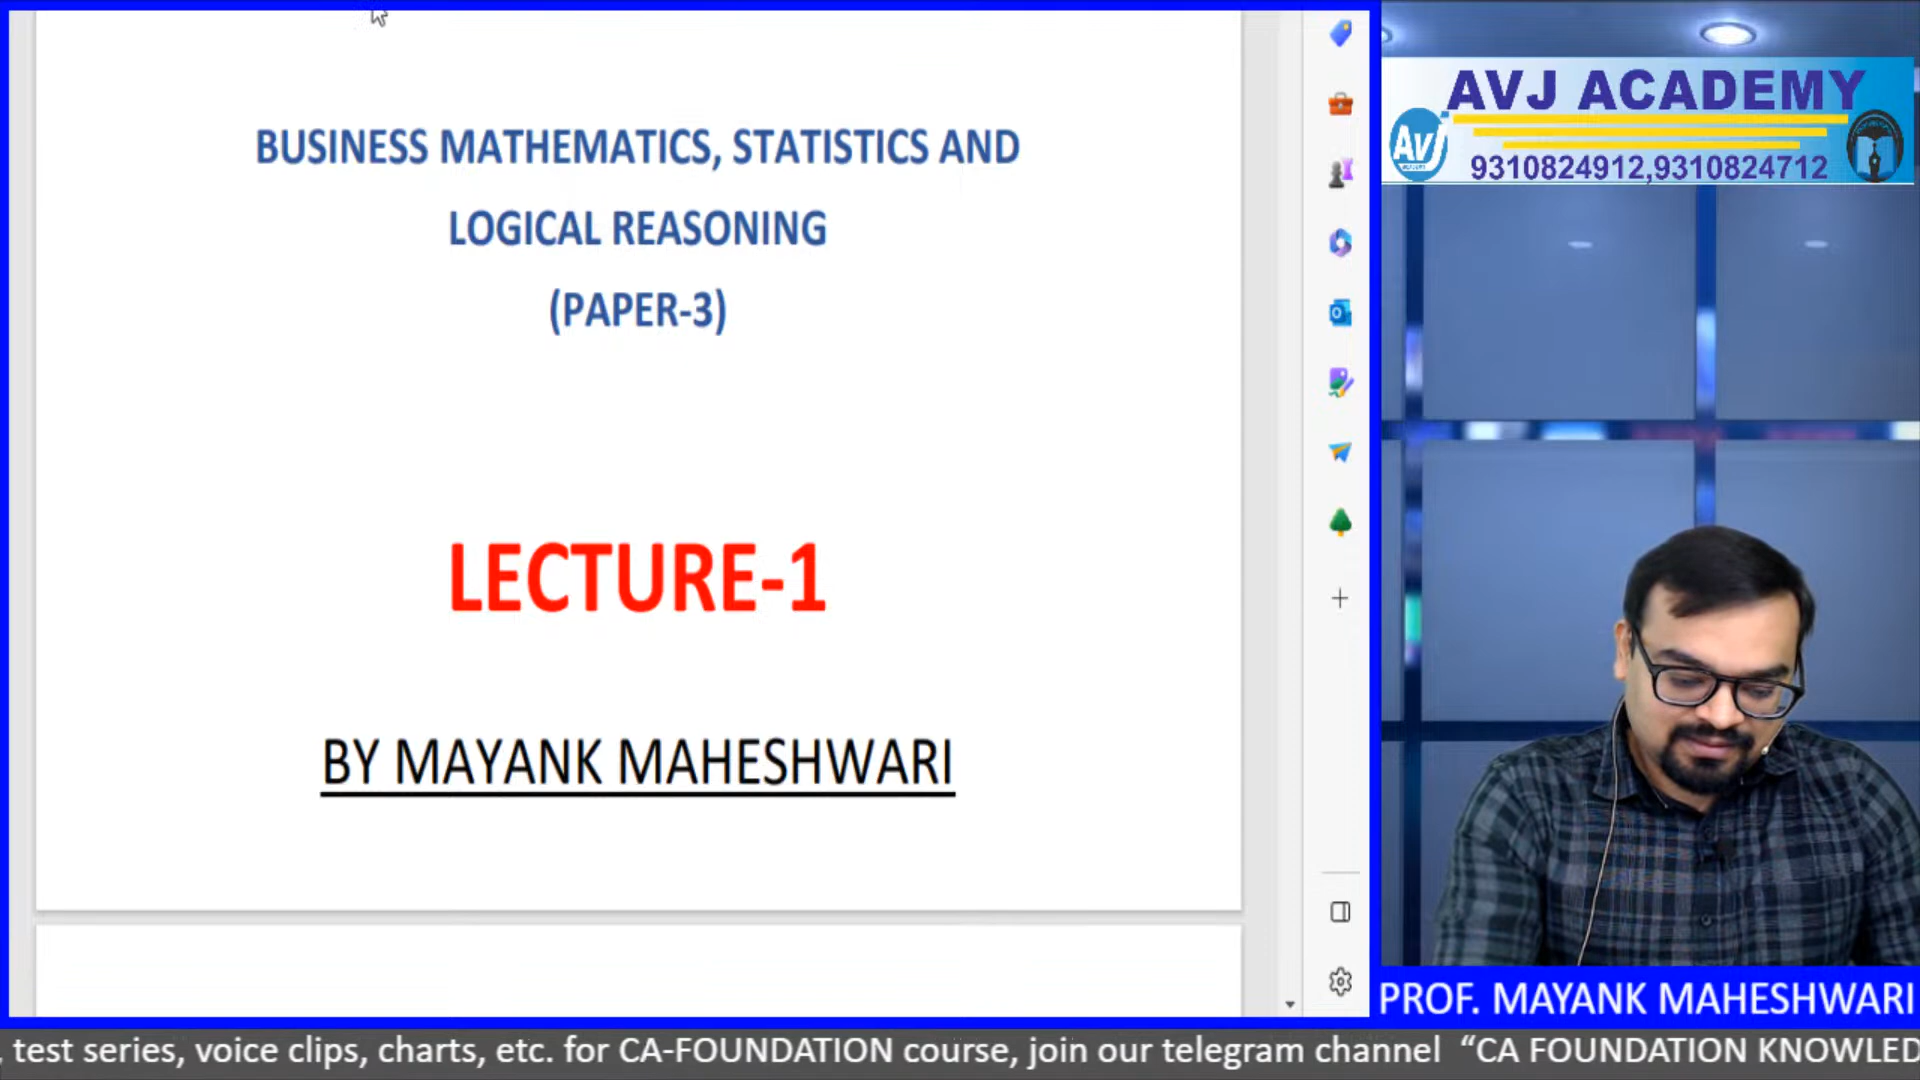 BUSINESS MATHEMATICS, STATISTICS AND
LOGICAL REASONING
(PAPER-3)
LECTURE-1
BY MAYANK MAHESHWARI
AVJ ACADEMY
AVJ
9310824912,9310824712
PROF. MAYANK MAHESHWARI
, test series, voice clips, charts, etc. for CA-FOUNDATION course, join our telegram channel “CA FOUNDATION KNOWLED